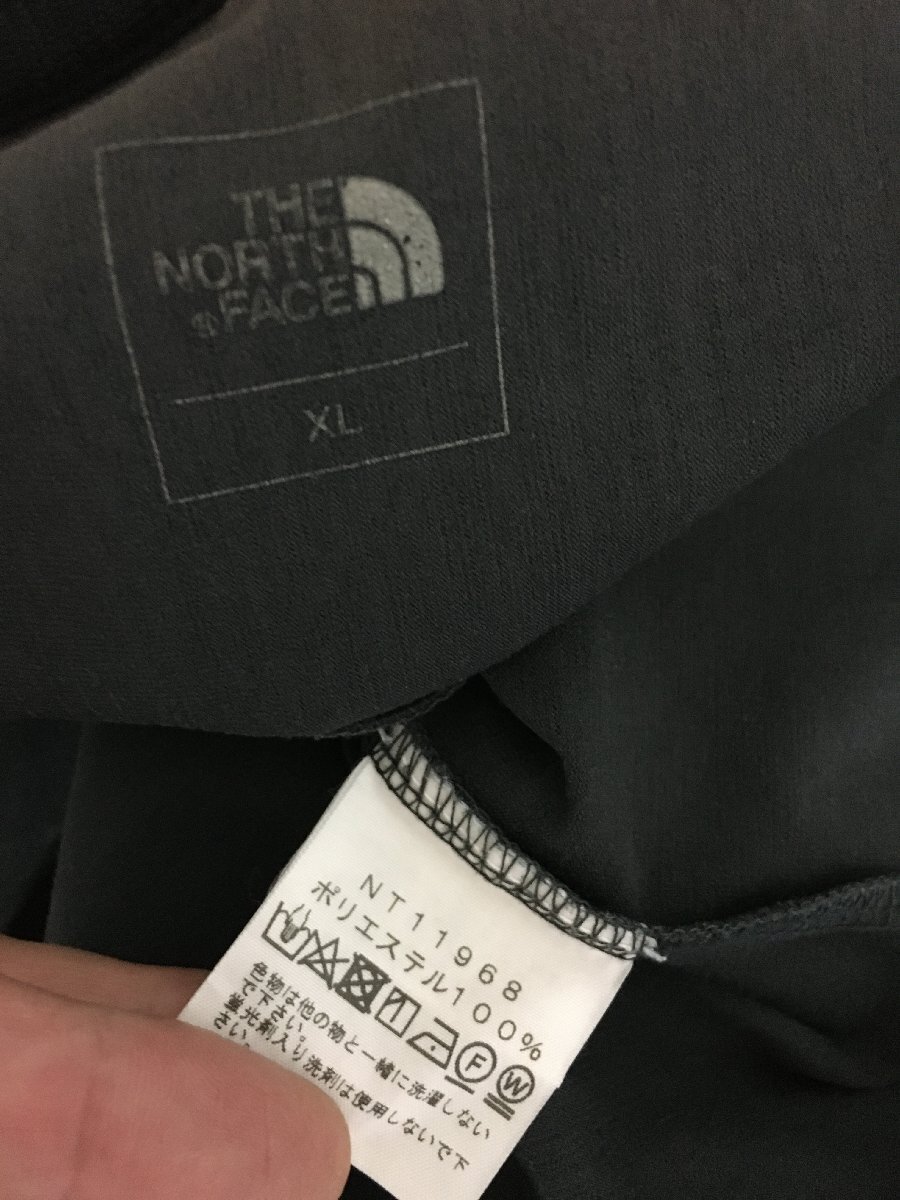 THE
NORTH
FACE
XL
NT11968
ポリエステル100%
F
W
色物は他の物と一緒に洗濯しない
で下さい。
蛍光剤入り洗剤は使用しないで下
さい。